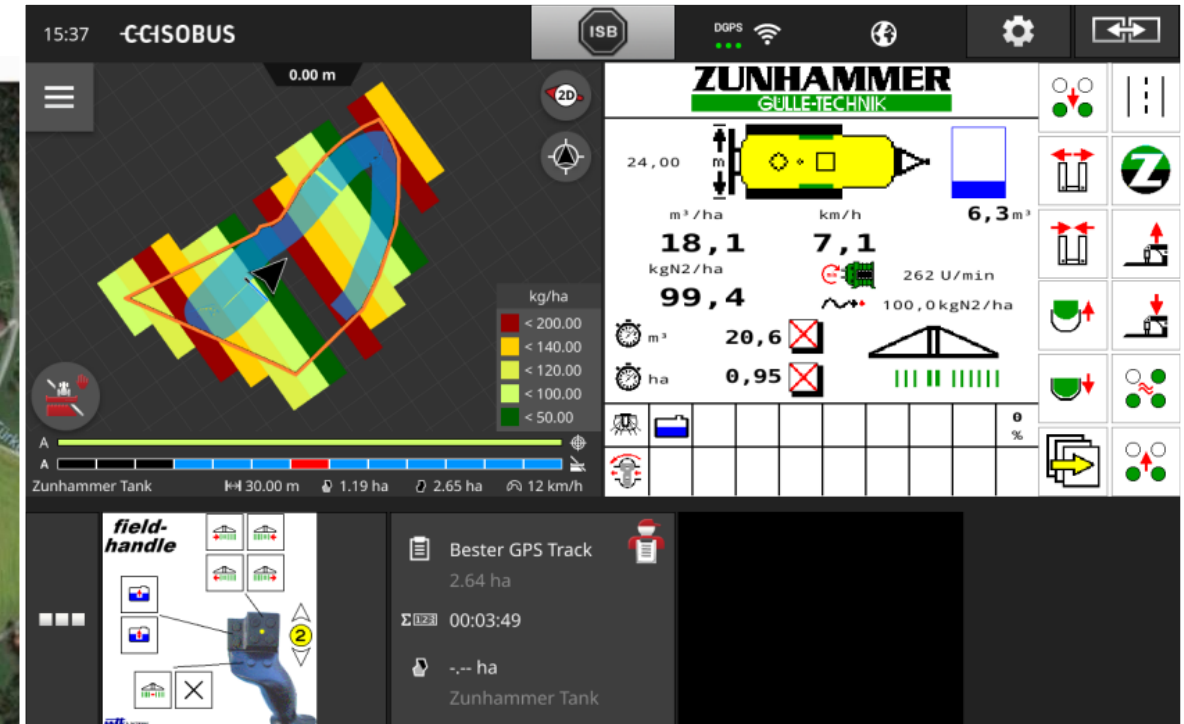 15:37
CCISOBUS
ISB
DGPS
0.00 m
2D
kg/ha
< 200.00
< 140.00
< 120.00
< 100.00
< 50.00
A
A
Zunhammer Tank
30.00 m
1.19 ha
2.65 ha
12 km/h
ZUNHAMMER
GÜLLE-TECHNIK
24,00
m
m³/ha
km/h
6,3 m³
18,1
7,1
kgN2/ha
262 U/min
99,4
100,0kgN2/ha
m³
20,6
ha
0,95
0
%
Z
field-
handle
2
Bester GPS Track
2.64 ha
Σ 123 00:03:49
-.-- ha
Zunhammer Tank